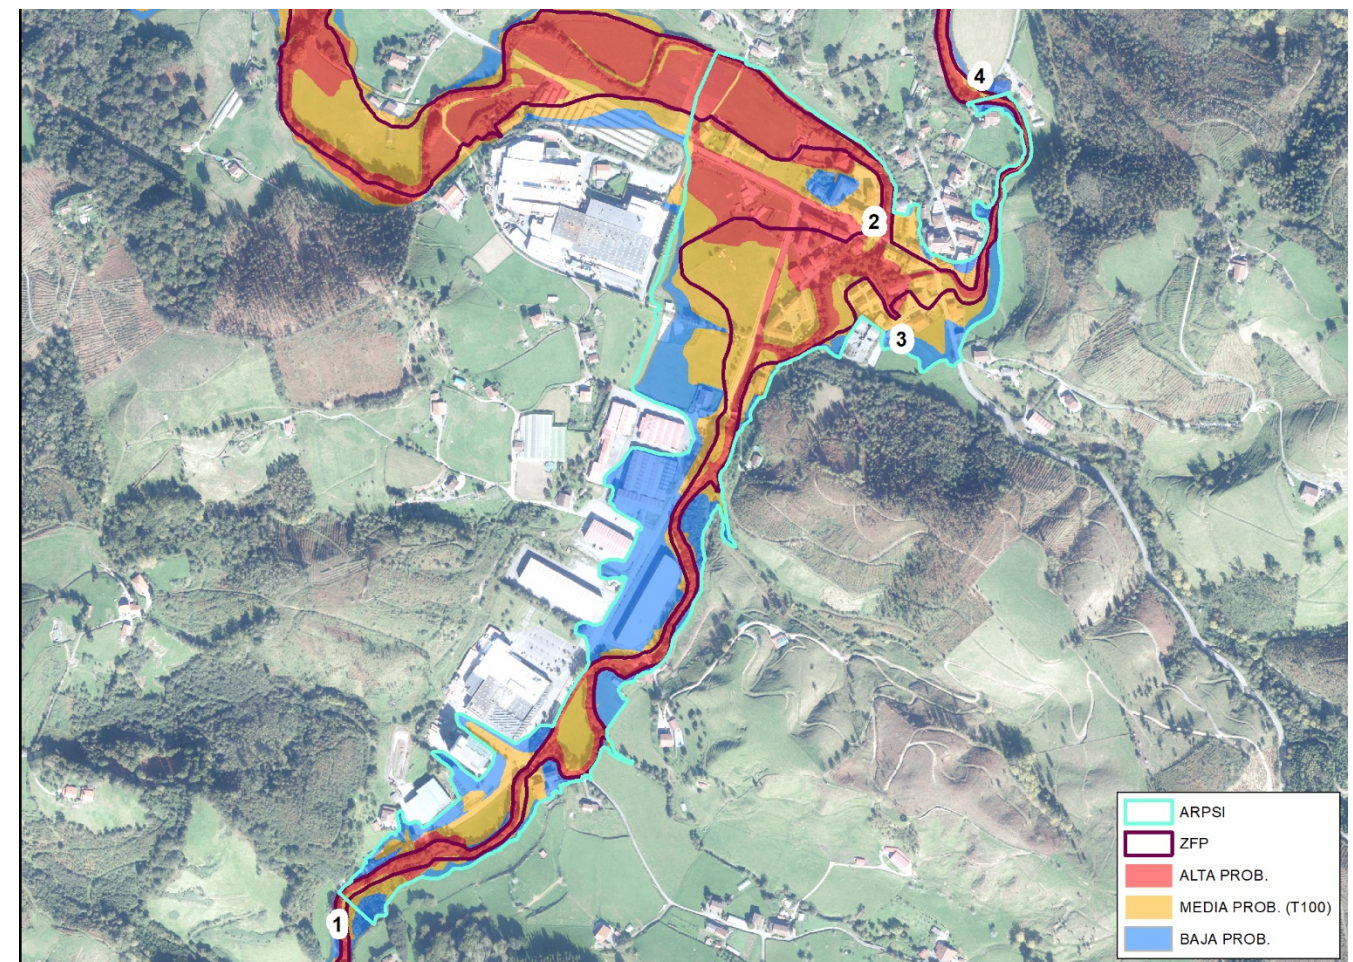 4
2
3
1
ARPSI
ZFP
ALTA PROB.
MEDIA PROB. (T100)
BAJA PROB.